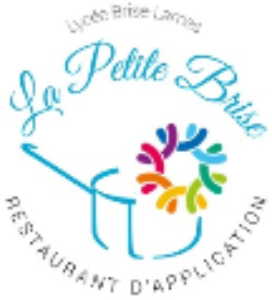 Lycée Brise Lames
La Petite Brise
RESTAURANT D'APPLICATION